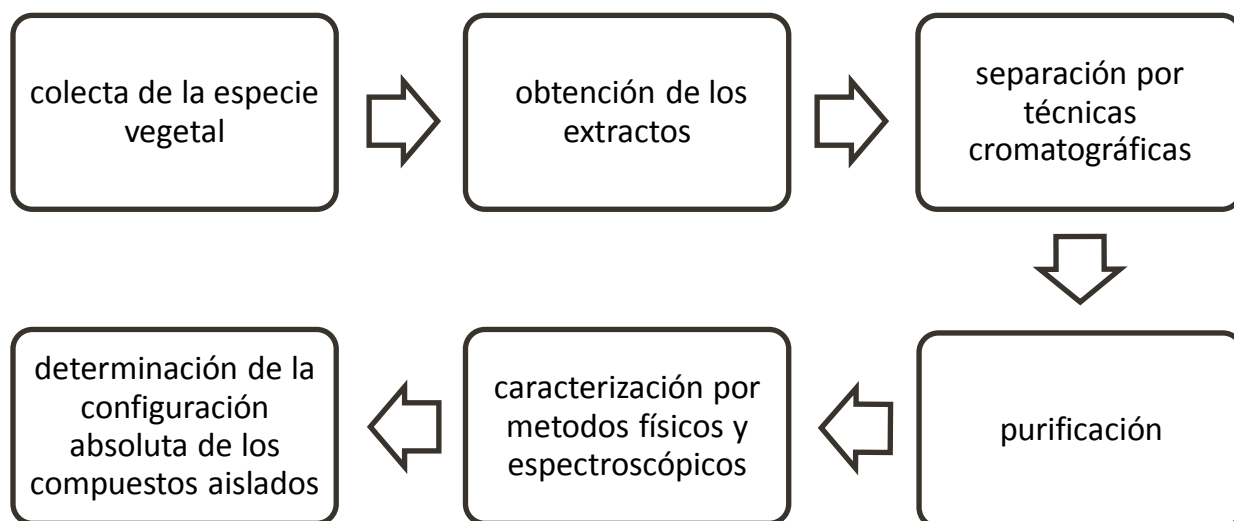 colecta de la especie
vegetal
obtención de los
extractos
separación por
técnicas
cromatográficas
purificación
caracterización por
metodos físicos y
espectroscópicos
determinación de la
configuración
absoluta de los
compuestos aislados